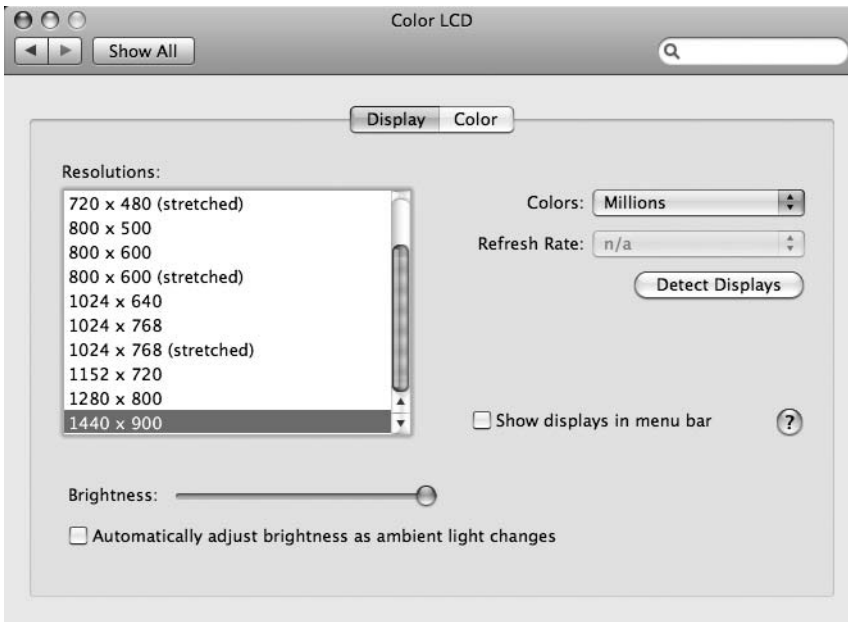 Color LCD
Show All
Display Color
Resolutions:
720 x 480 (stretched)
800 x 500
800 x 600
800 x 600 (stretched)
1024 x 640
1024 x 768
1024 x 768 (stretched)
1152 x 720
1280 x 800
1440 x 900
Colors: Millions
Refresh Rate: n/a
Detect Displays
Show displays in menu bar ?
Brightness:
Automatically adjust brightness as ambient light changes